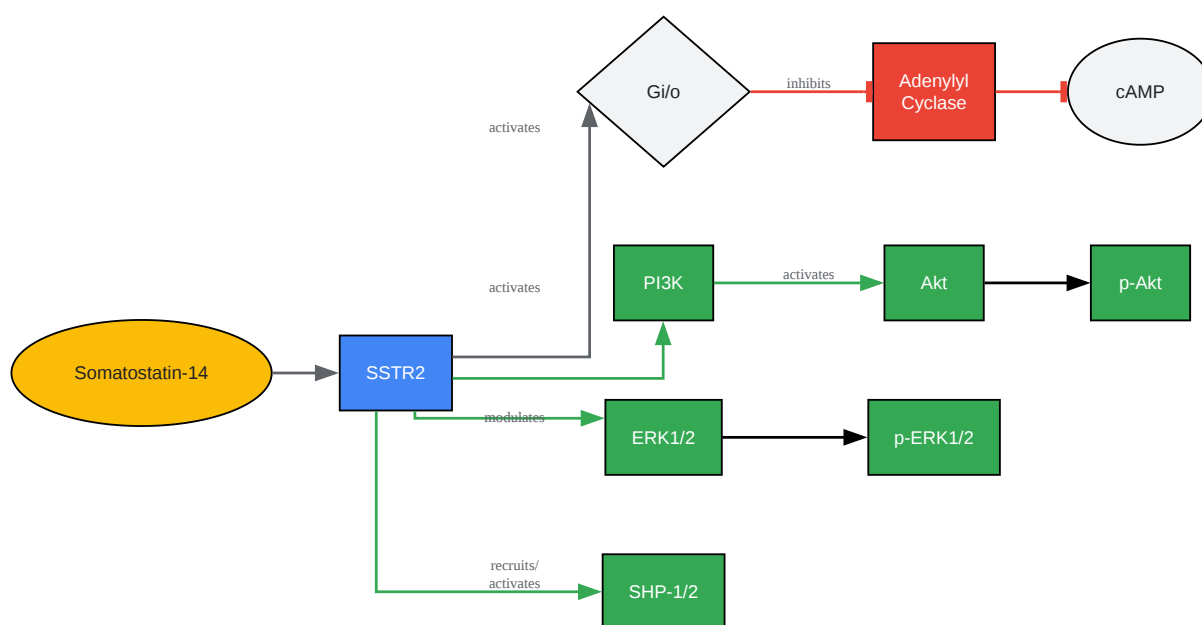 Gi/o
inhibits
Adenylyl
Cyclase
cAMP
activates
activates
PI3K
activates
Akt
p-Akt
Somatostatin-14
SSTR2
modulates
ERK1/2
p-ERK1/2
recruits/
activates
SHP-1/2